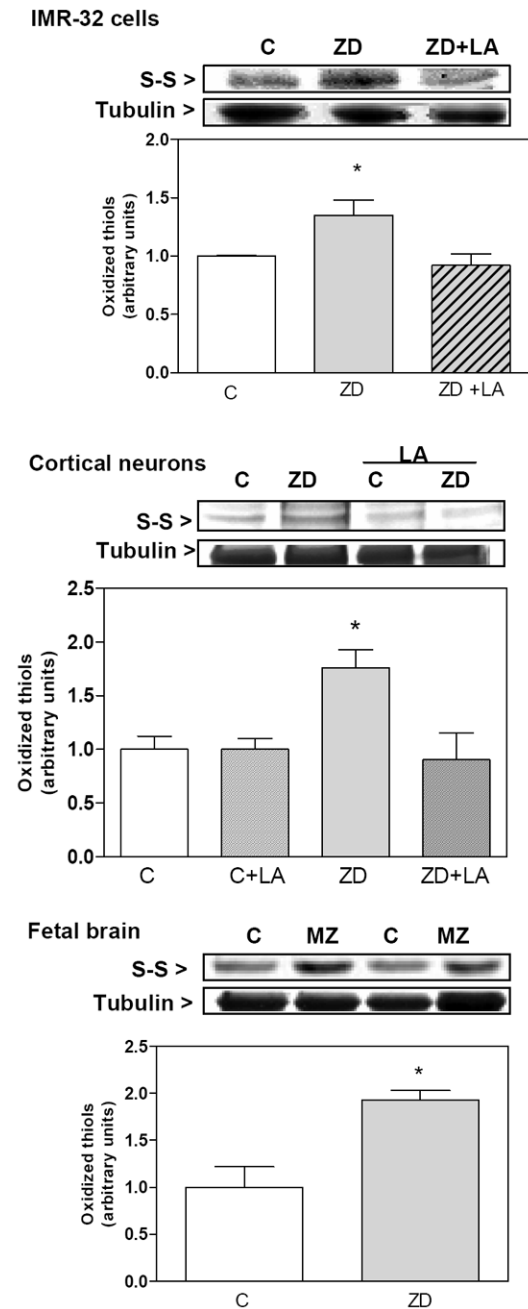 IMR-32 cells
C ZD ZD+LA
S-S >
Tubulin >
2.0
1.5
1.0
0.5
0.0
Oxidized thiols
(arbitrary units)
*
C ZD ZD +LA
Cortical neurons
LA
C ZD C ZD
S-S >
Tubulin >
2.5
2.0
1.5
1.0
0.5
0.0
Oxidized thiols
(arbitrary units)
*
C C+LA ZD ZD+LA
Fetal brain
C MZ C MZ
S-S >
Tubulin >
2.5
2.0
1.5
1.0
0.5
0.0
Oxidized thiols
(arbitrary units)
*
C ZD